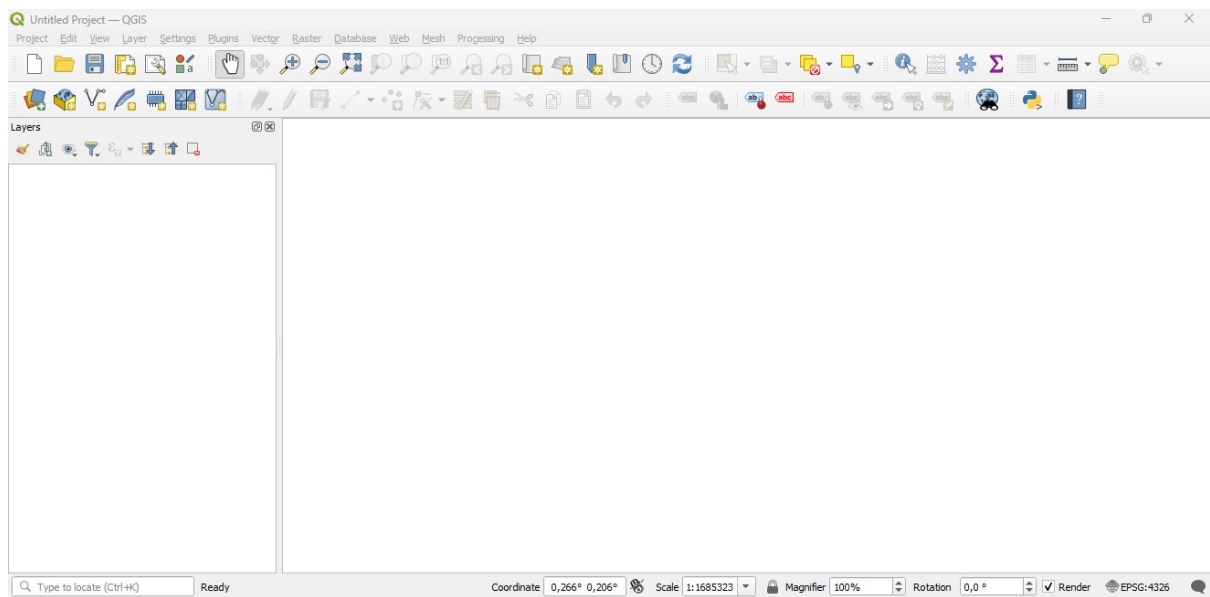 Untitled Project — QGIS
Project Edit View Layer Settings Plugins Vector Raster Database Web Mesh Processing Help
Layers
Type to locate (Ctrl+K) Ready Coordinate 0,266° 0,206° Scale 1:1685323 Magnifier 100% Rotation 0,0 ° Render EPSG:4326